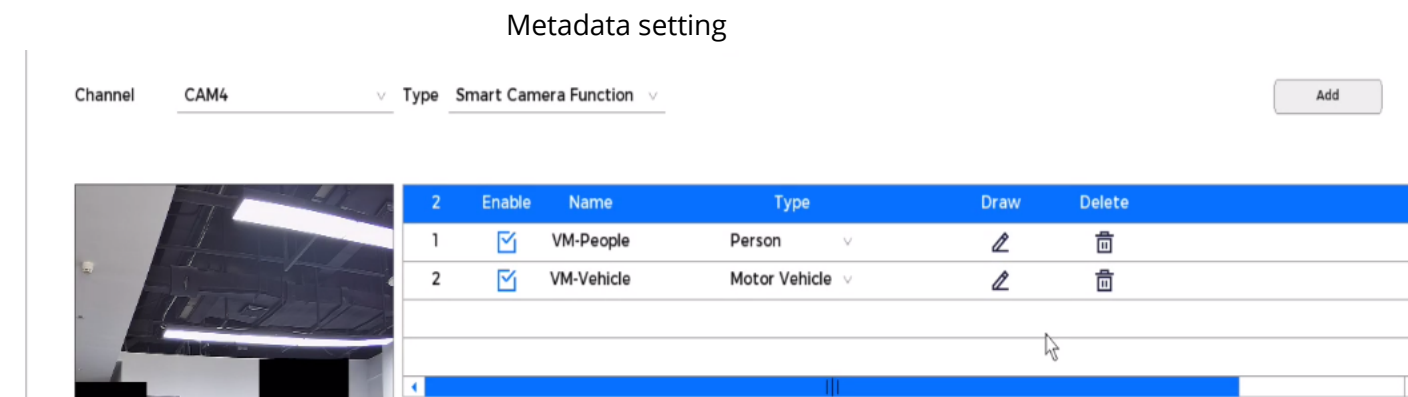 Metadata setting
Channel CAM4 Type Smart Camera Function Add
2 Enable Name Type Draw Delete
1 VM-People Person
2 VM-Vehicle Motor Vehicle